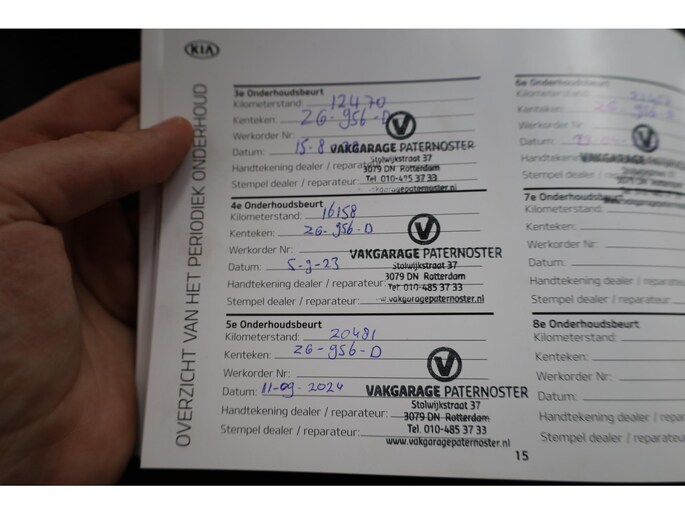 KIA
OVERZICHT VAN HET PERIODIEK ONDERHOUD
3e Onderhoudsbeurt
Kilometerstand: 12470
Kenteken: ZG-956-D
Werkorder Nr:
Datum: 15-8
Handtekening dealer / reparateur:
Stempel dealer / reparateur:
V
VAKGARAGE PATERNOSTER
Stolwijkstraat 37
3079 DN Rotterdam
Tel. 010-485 37 33
www.vakgaragepaternoster.nl
4e Onderhoudsbeurt
Kilometerstand: 16158
Kenteken: ZG-956-D
Werkorder Nr:
Datum: 5-9-23
Handtekening dealer / reparateur:
Stempel dealer / reparateur:
V
VAKGARAGE PATERNOSTER
Stolwijkstraat 37
3079 DN Rotterdam
Tel. 010-485 37 33
www.vakgaragepaternoster.nl
5e Onderhoudsbeurt
Kilometerstand: 20481
Kenteken: ZG-956-D
Werkorder Nr:
Datum: 11-09-2024
Handtekening dealer / reparateur:
Stempel dealer / reparateur:
V
VAKGARAGE PATERNOSTER
Stolwijkstraat 37
3079 DN Rotterdam
Tel. 010-485 37 33
www.vakgaragepaternoster.nl
15
6e Onderhoudsbeurt
Kilometerstand:
Kenteken:
Werkorder Nr:
Datum:
Handtekening
Stempel dealer /
7e Onderhoudsbeurt
Kilometerstand:
Kenteken:
Werkorder Nr:
Datum:
Handtekening dealer / reparateur
Stempel dealer / reparateur
8e Onderhoudsbeurt
Kilometerstand:
Kenteken:
Werkorder Nr:
Datum:
Handtekening dealer / reparateur
Stempel dealer / reparateur